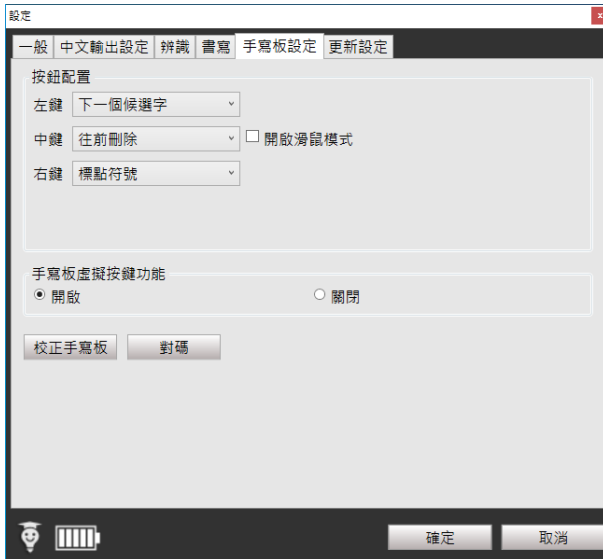 設定
一般 中文輸出設定 辨識 書寫 手寫板設定 更新設定
按鈕配置
左鍵 下一個候選字
中鍵 往前刪除 開啟滑鼠模式
右鍵 標點符號
手寫板虛擬按鍵功能
開啟 關閉
校正手寫板 對碼
確定 取消